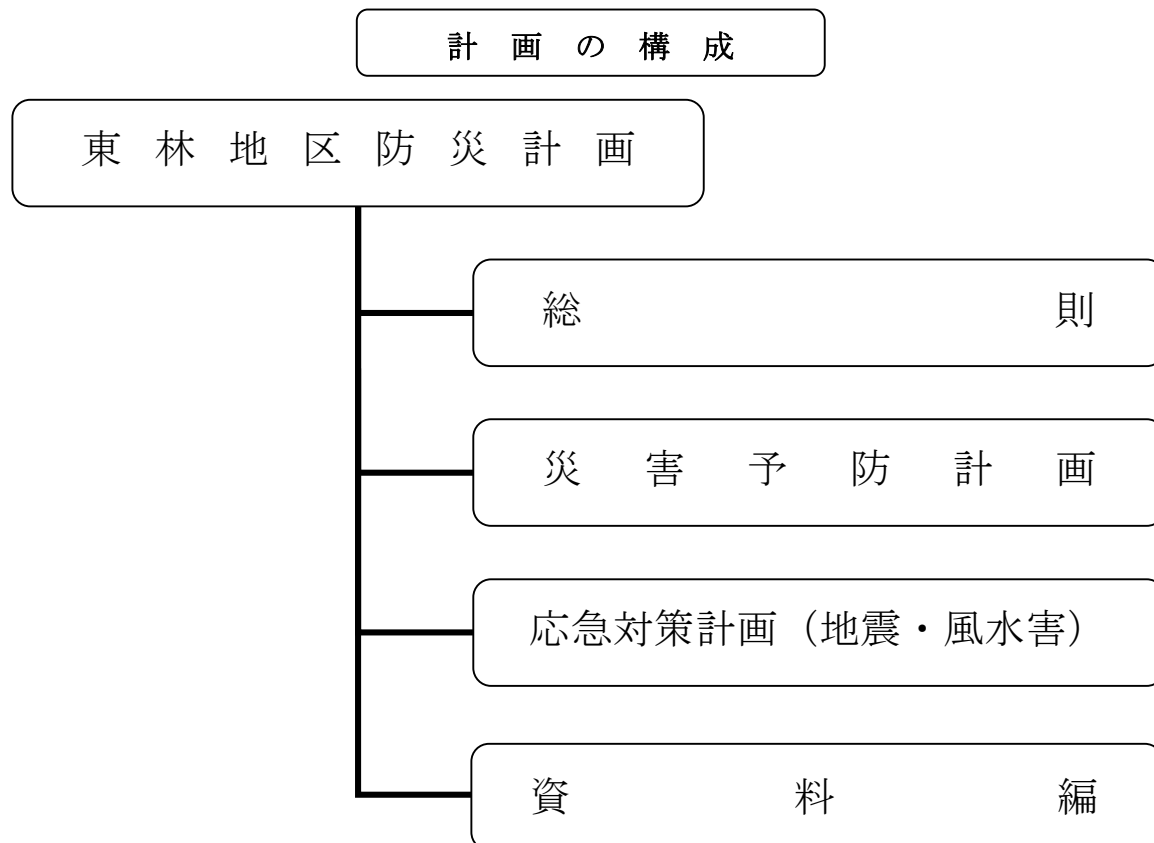 計画の構成
東林地区防災計画
総則
災害予防計画
応急対策計画（地震・風水害）
資料編